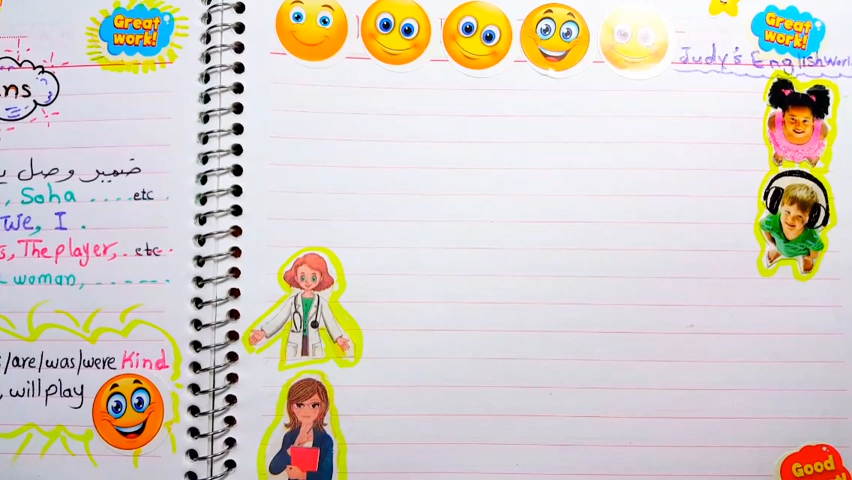 Great
work!
ns
ضمير وصل
, Soha ....etc
We, I .
s, The player, . etc
woman, ------
/are/was/were Kind
, will play
Great
work!
Judy's English World
Good